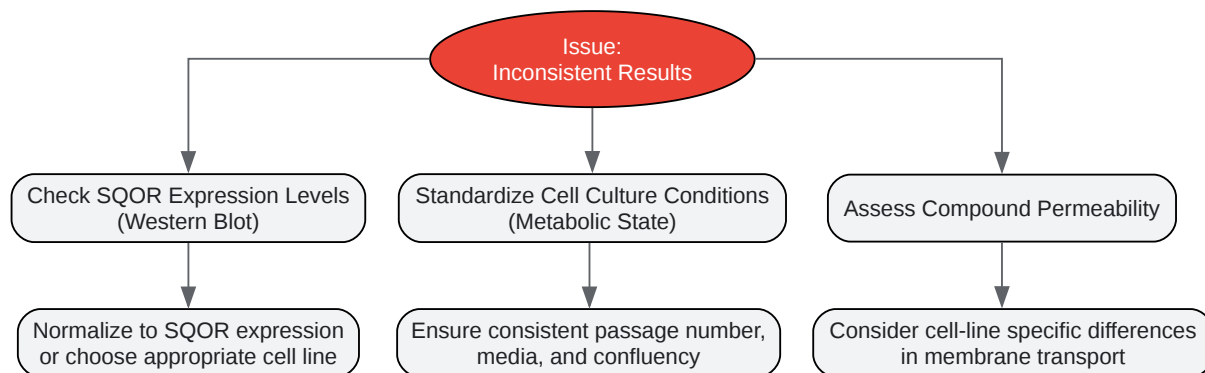 Issue:
Inconsistent Results
Check SQOR Expression Levels
(Western Blot)
Standardize Cell Culture Conditions
(Metabolic State)
Assess Compound Permeability
Normalize to SQOR expression
or choose appropriate cell line
Ensure consistent passage number,
media, and confluency
Consider cell-line specific differences
in membrane transport